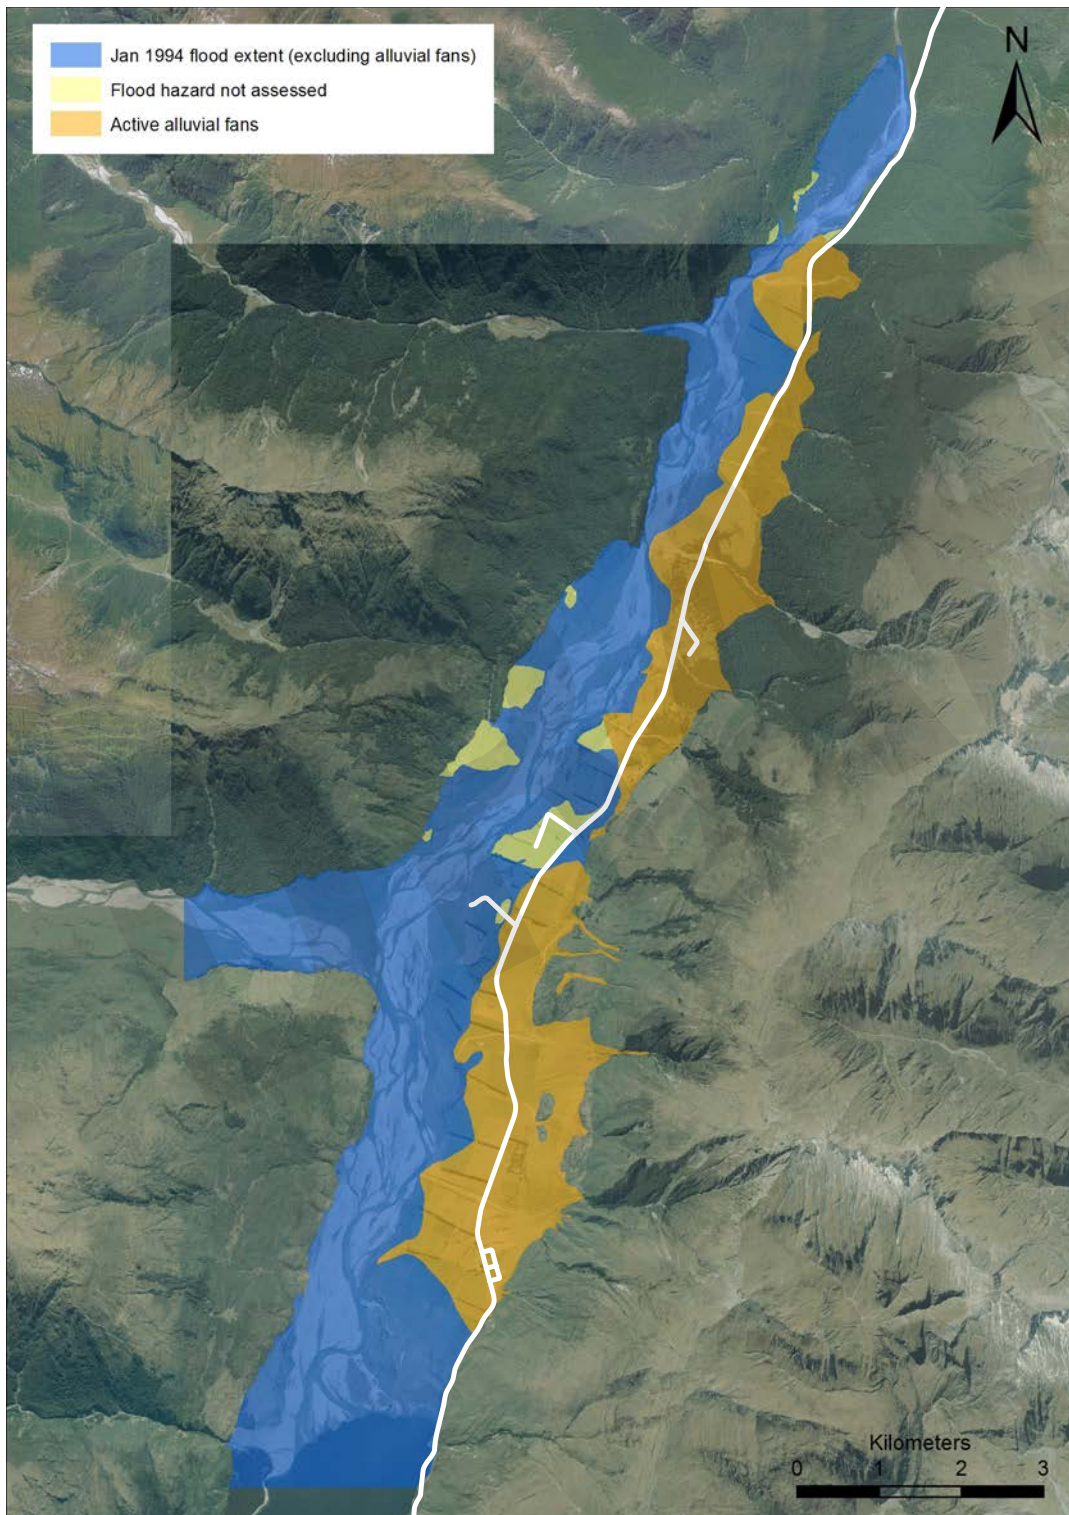 Jan 1994 flood extent (excluding alluvial fans)
Flood hazard not assessed
Active alluvial fans
N
Kilometers
0 1 2 3